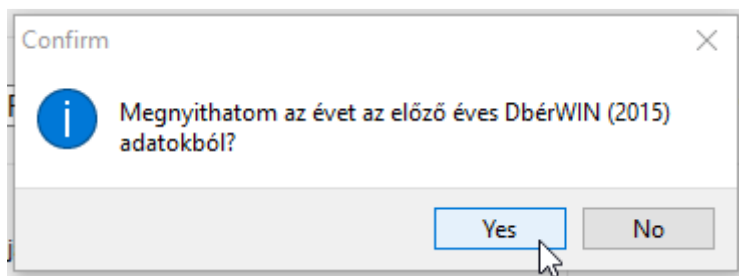 Confirm
Megnyithatom az évet az előző éves DbérWIN (2015)
adatokból?
Yes
No